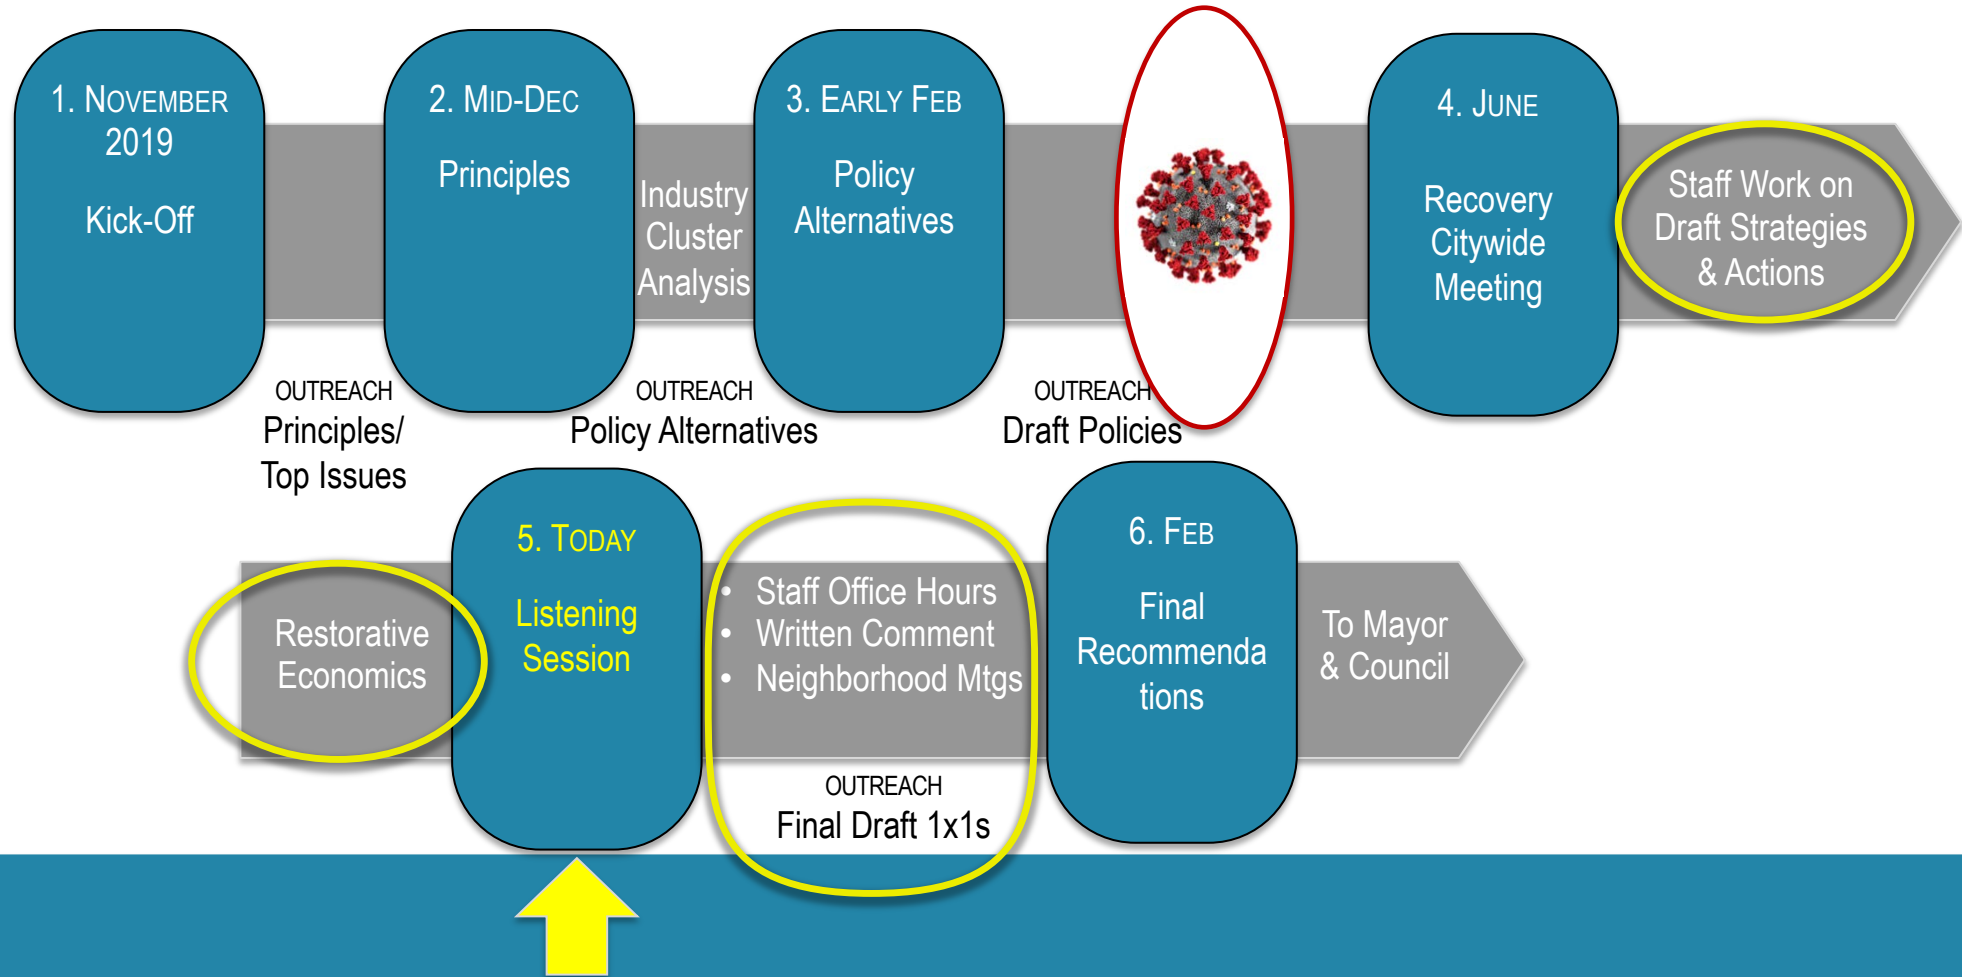 1. NOVEMBER
2019
Kick-Off
OUTREACH
Principles/
Top Issues
2. MID-DEC
Principles
Industry
Cluster
Analysis
OUTREACH
Policy Alternatives
3. EARLY FEB
Policy
Alternatives
OUTREACH
Draft Policies
4. JUNE
Recovery
Citywide
Meeting
Staff Work on
Draft Strategies
& Actions
Restorative
Economics
5. TODAY
Listening
Session
• Staff Office Hours
• Written Comment
• Neighborhood Mtgs
OUTREACH
Final Draft 1x1s
6. FEB
Final
Recommenda
tions
To Mayor
& Council